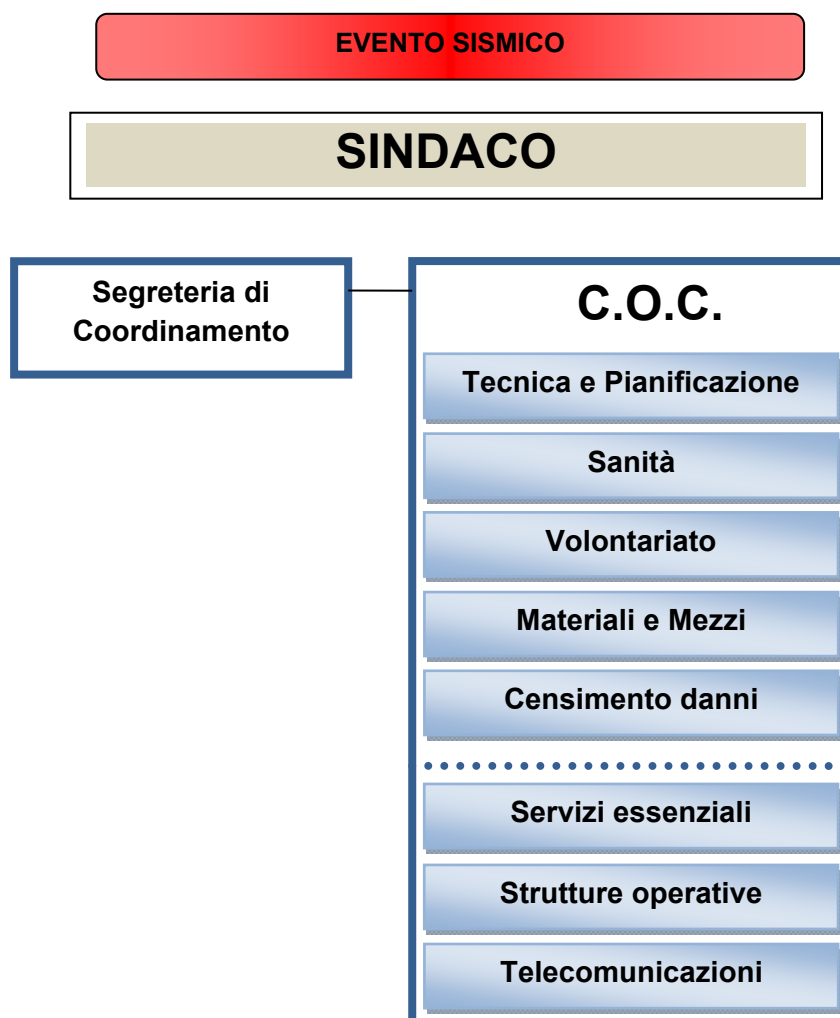 EVENTO SISMICO
SINDACO
Segreteria di
Coordinamento
C.O.C.
Tecnica e Pianificazione
Sanità
Volontariato
Materiali e Mezzi
Censimento danni
Servizi essenziali
Strutture operative
Telecomunicazioni